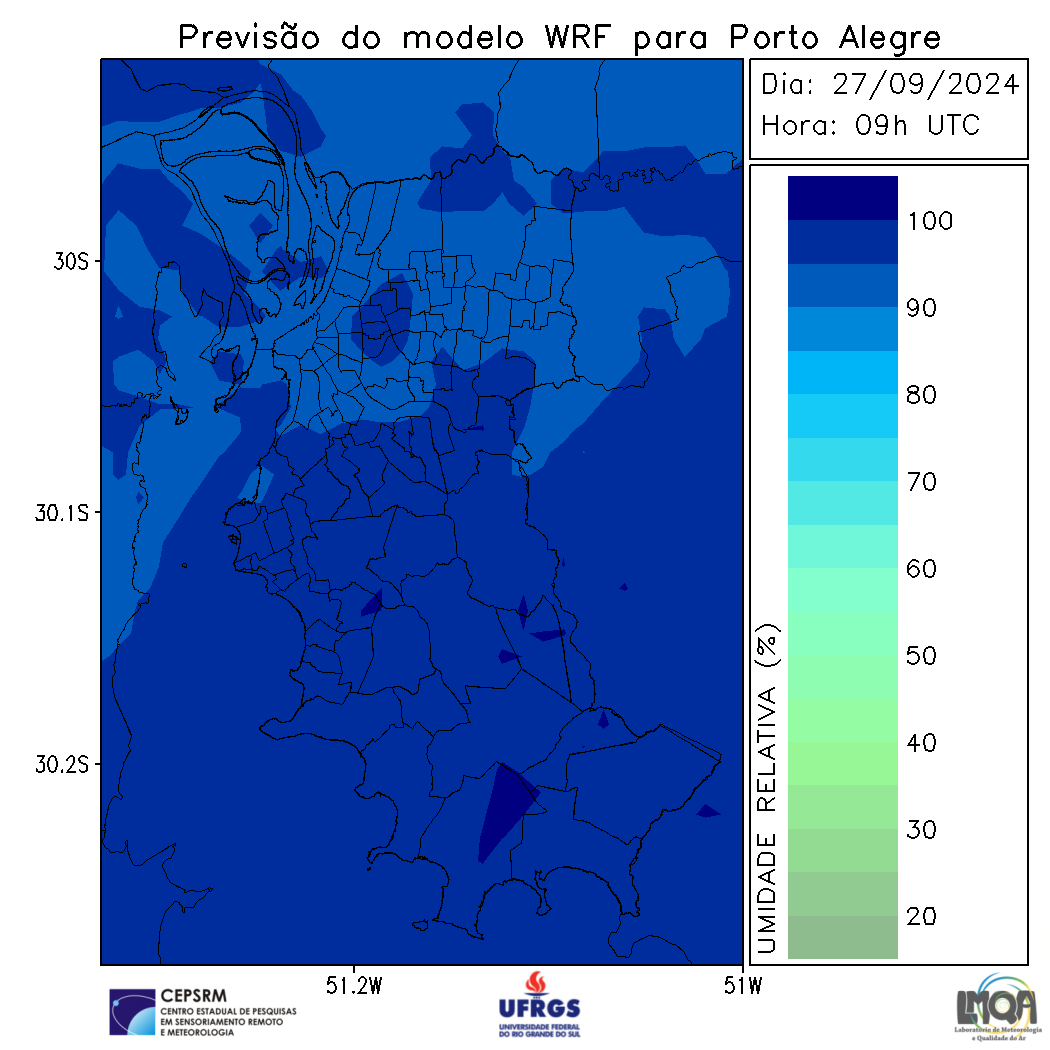 Previsão do modelo WRF para Porto Alegre
Dia: 27/09/2024
Hora: 09h UTC
100
90
80
70
60
50
40
30
20
UMIDADE RELATIVA (%)
30S
30.1S
30.2S
51.2W
51W
CEPSRM
CENTRO ESTADUAL DE PESQUISAS
EM SENSORIAMENTO REMOTO
E METEOROLOGIA
UFRGS
UNIVERSIDADE FEDERAL
DO RIO GRANDE DO SUL
LMQA
Laboratório de Meteorologia
e Qualidade do Ar